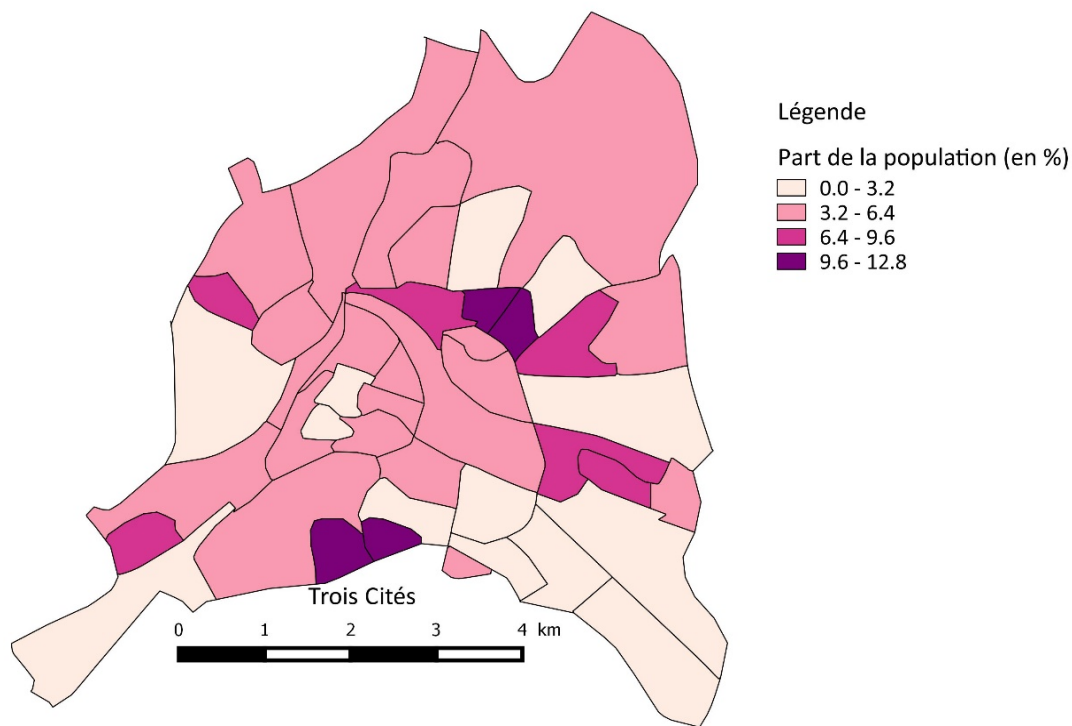 Légende
Part de la population (en %)
0.0 - 3.2
3.2 - 6.4
6.4 - 9.6
9.6 - 12.8
Trois Cités
0 1 2 3 4 km